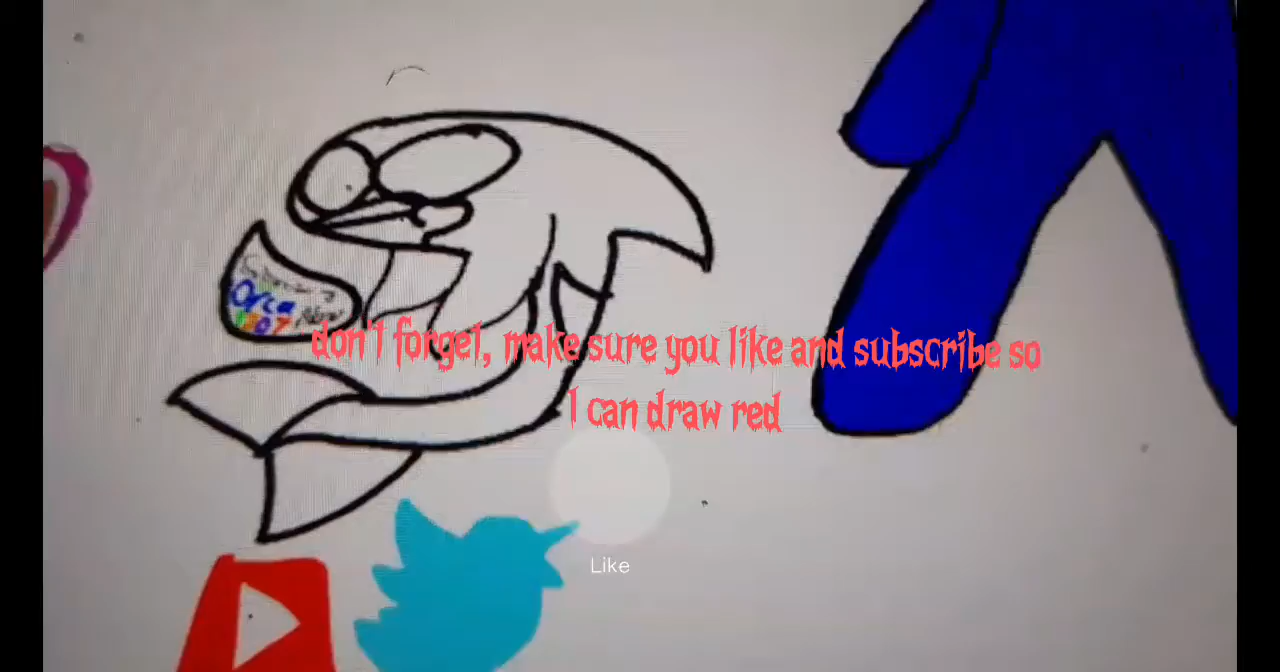 Orca
don't forget, make sure you like and subscribe so
I can draw red
Like